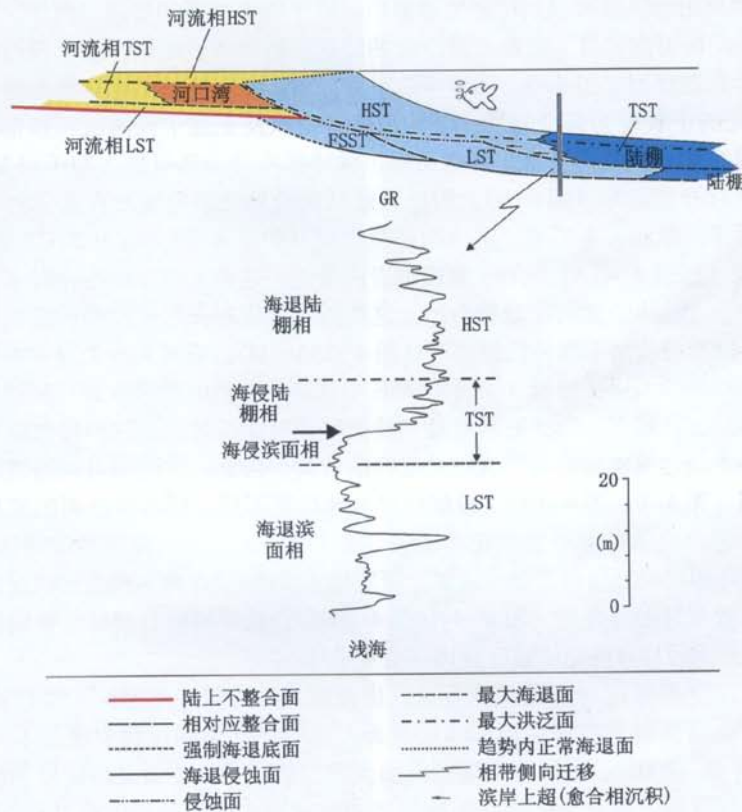 河流相HST
河流相TST
河口湾
HST
TST
FSST
LST
陆棚
陆棚
河流相LST
GR
海退陆
棚相
HST
海侵陆
棚相
TST
海侵滨面相
20
LST
海退滨
面相
(m)
0
浅海
陆上不整合面
最大海退面
相对应整合面
最大洪泛面
强制海退底面
趋势内正常海退面
海退侵蚀面
相带侧向迁移
侵蚀面
滨岸上超(愈合相沉积)